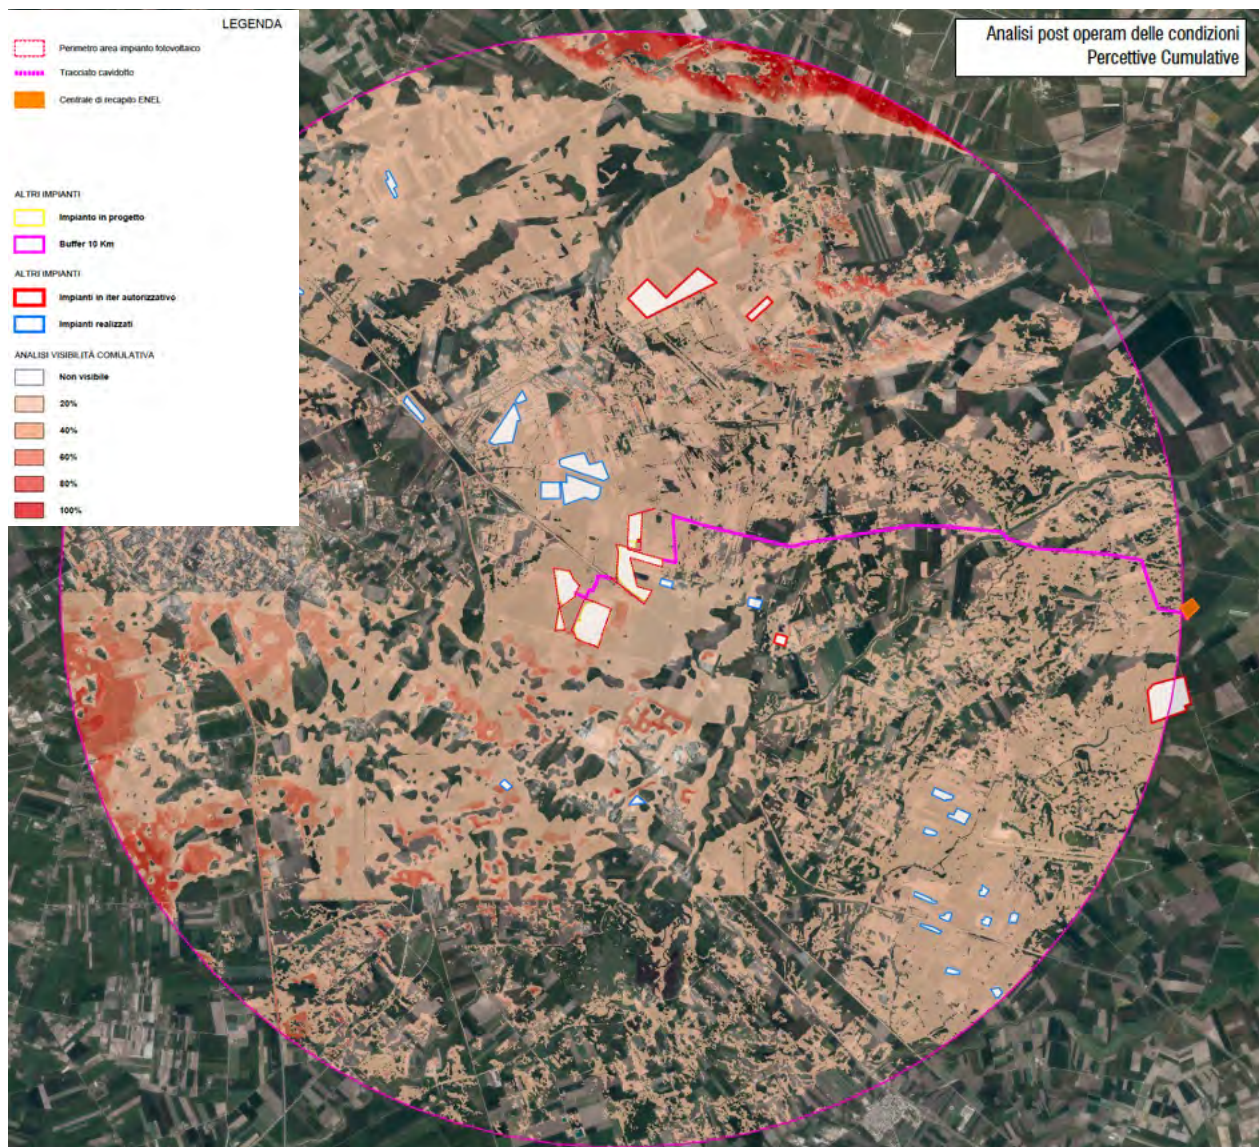 LEGENDA
Perimetro area impianto fotovoltaico
Tracciato cavidotto
Centrale di recapito ENEL
ALTRI IMPIANTI
Impianto in progetto
Buffer 10 Km
ALTRI IMPIANTI
Impianti in iter autorizzativo
Impianti realizzati
ANALISI VISIBILITÀ COMULATIVA
Non visibile
20%
40%
60%
80%
100%
Analisi post operam delle condizioni
Percettive Cumulative